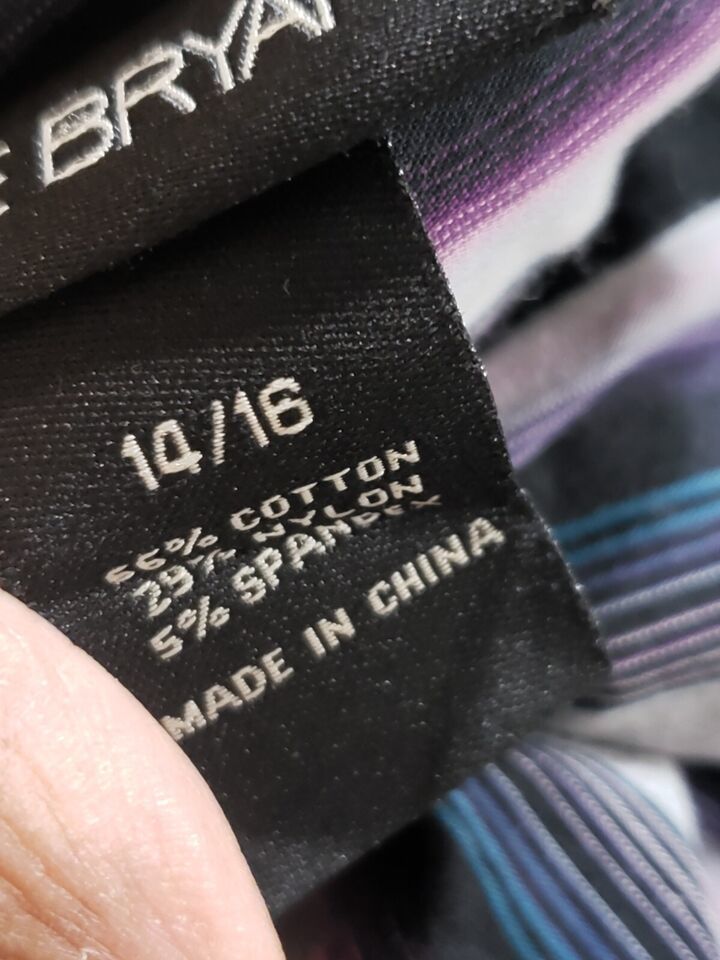 E BRYA
14/16
66% COTTON
29% NYLON
5% SPANDEX
MADE IN CHINA